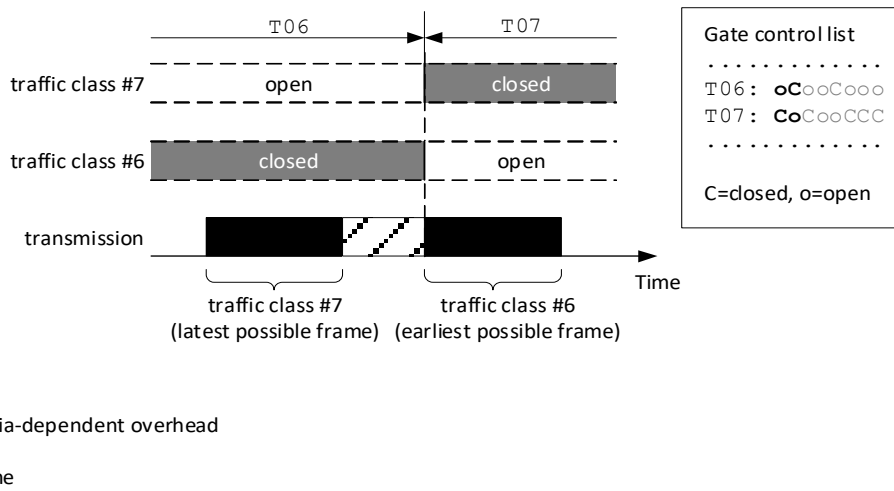 T06 T07
traffic class #7 open closed
traffic class #6 closed open
transmission
Time
traffic class #7
(latest possible frame)
traffic class #6
(earliest possible frame)
Gate control list
. . . . . . . . . . . . .
T06: oCooCooo
T07: CoCooCCC
. . . . . . . . . . . . .
C=closed, o=open
ia-dependent overhead
ne